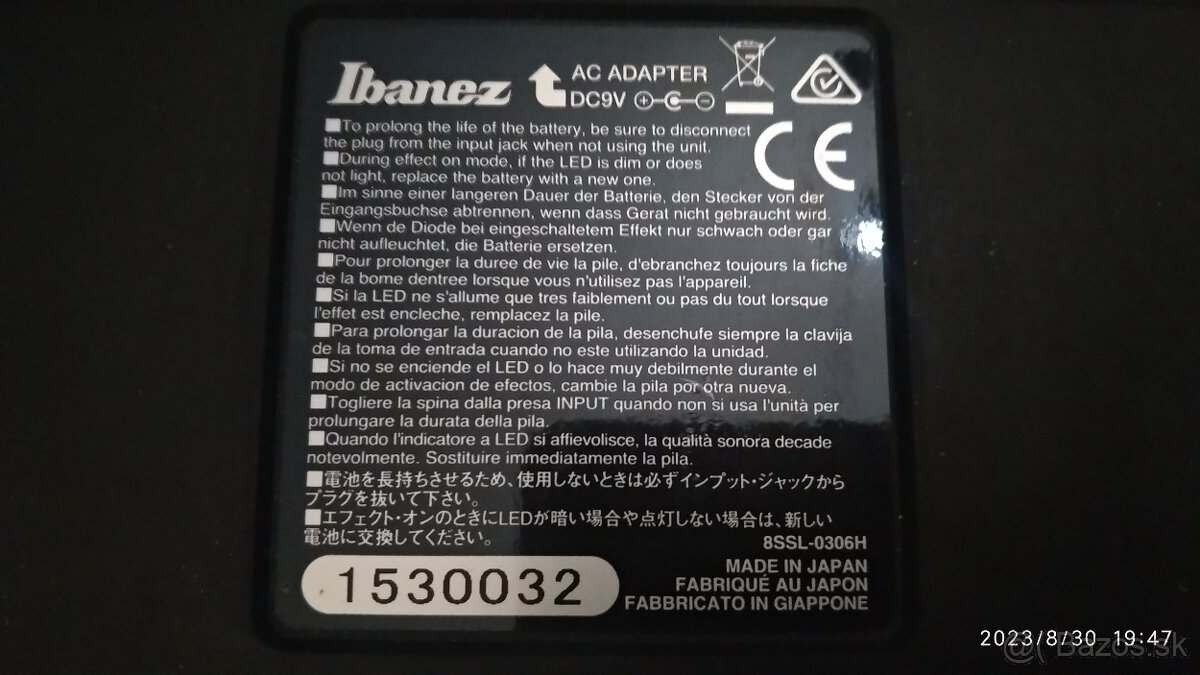 Ibanez
AC ADAPTER
DC9V
■To prolong the life of the battery, be sure to disconnect
the plug from the input jack when not using the unit.
■During effect on mode, if the LED is dim or does
not light, replace the battery with a new one.
CE
■Im sinne einer langeren Dauer der Batterie, den Stecker von der
Eingangsbuchse abtrennen, wenn dass Gerat nicht gebraucht wird.
■Wenn de Diode bei eingeschaltetem Effekt nur schwach oder gar
nicht aufleuchtet, die Batterie ersetzen.
■Pour prolonger la duree de vie la pile, d'ebranchez toujours la fiche
de la bome dentree lorsque vous n'utilisez pas l'appareil.
■Si la LED ne s'allume que tres faiblement ou pas du tout lorsque
l'effet est encleche, remplacez la pile.
■Para prolongar la duracion de la pila, desenchufe siempre la clavija
de la toma de entrada cuando no este utilizando la unidad.
■Si no se enciende el LED o lo hace muy debilmente durante el
modo de activacion de efectos, cambie la pila por otra nueva.
■Togliere la spina dalla presa INPUT quando non si usa l'unità per
prolungare la durata della pila.
■Quando l'indicatore a LED si affievolisce, la qualità sonora decade
notevolmente. Sostituire immediatamente la pila.
■電池を長持ちさせるため、使用しないときは必ずインプット・ジャックから
プラグを抜いて下さい。
■エフェクト・オンのときにLEDが暗い場合や点灯しない場合は、新しい
電池に交換してください。
8SSL-0306H
1530032
MADE IN JAPAN
FABRIQUÉ AU JAPON
FABBRICATO IN GIAPPONE
2023/8/30 19:47
@( Bazos.sk